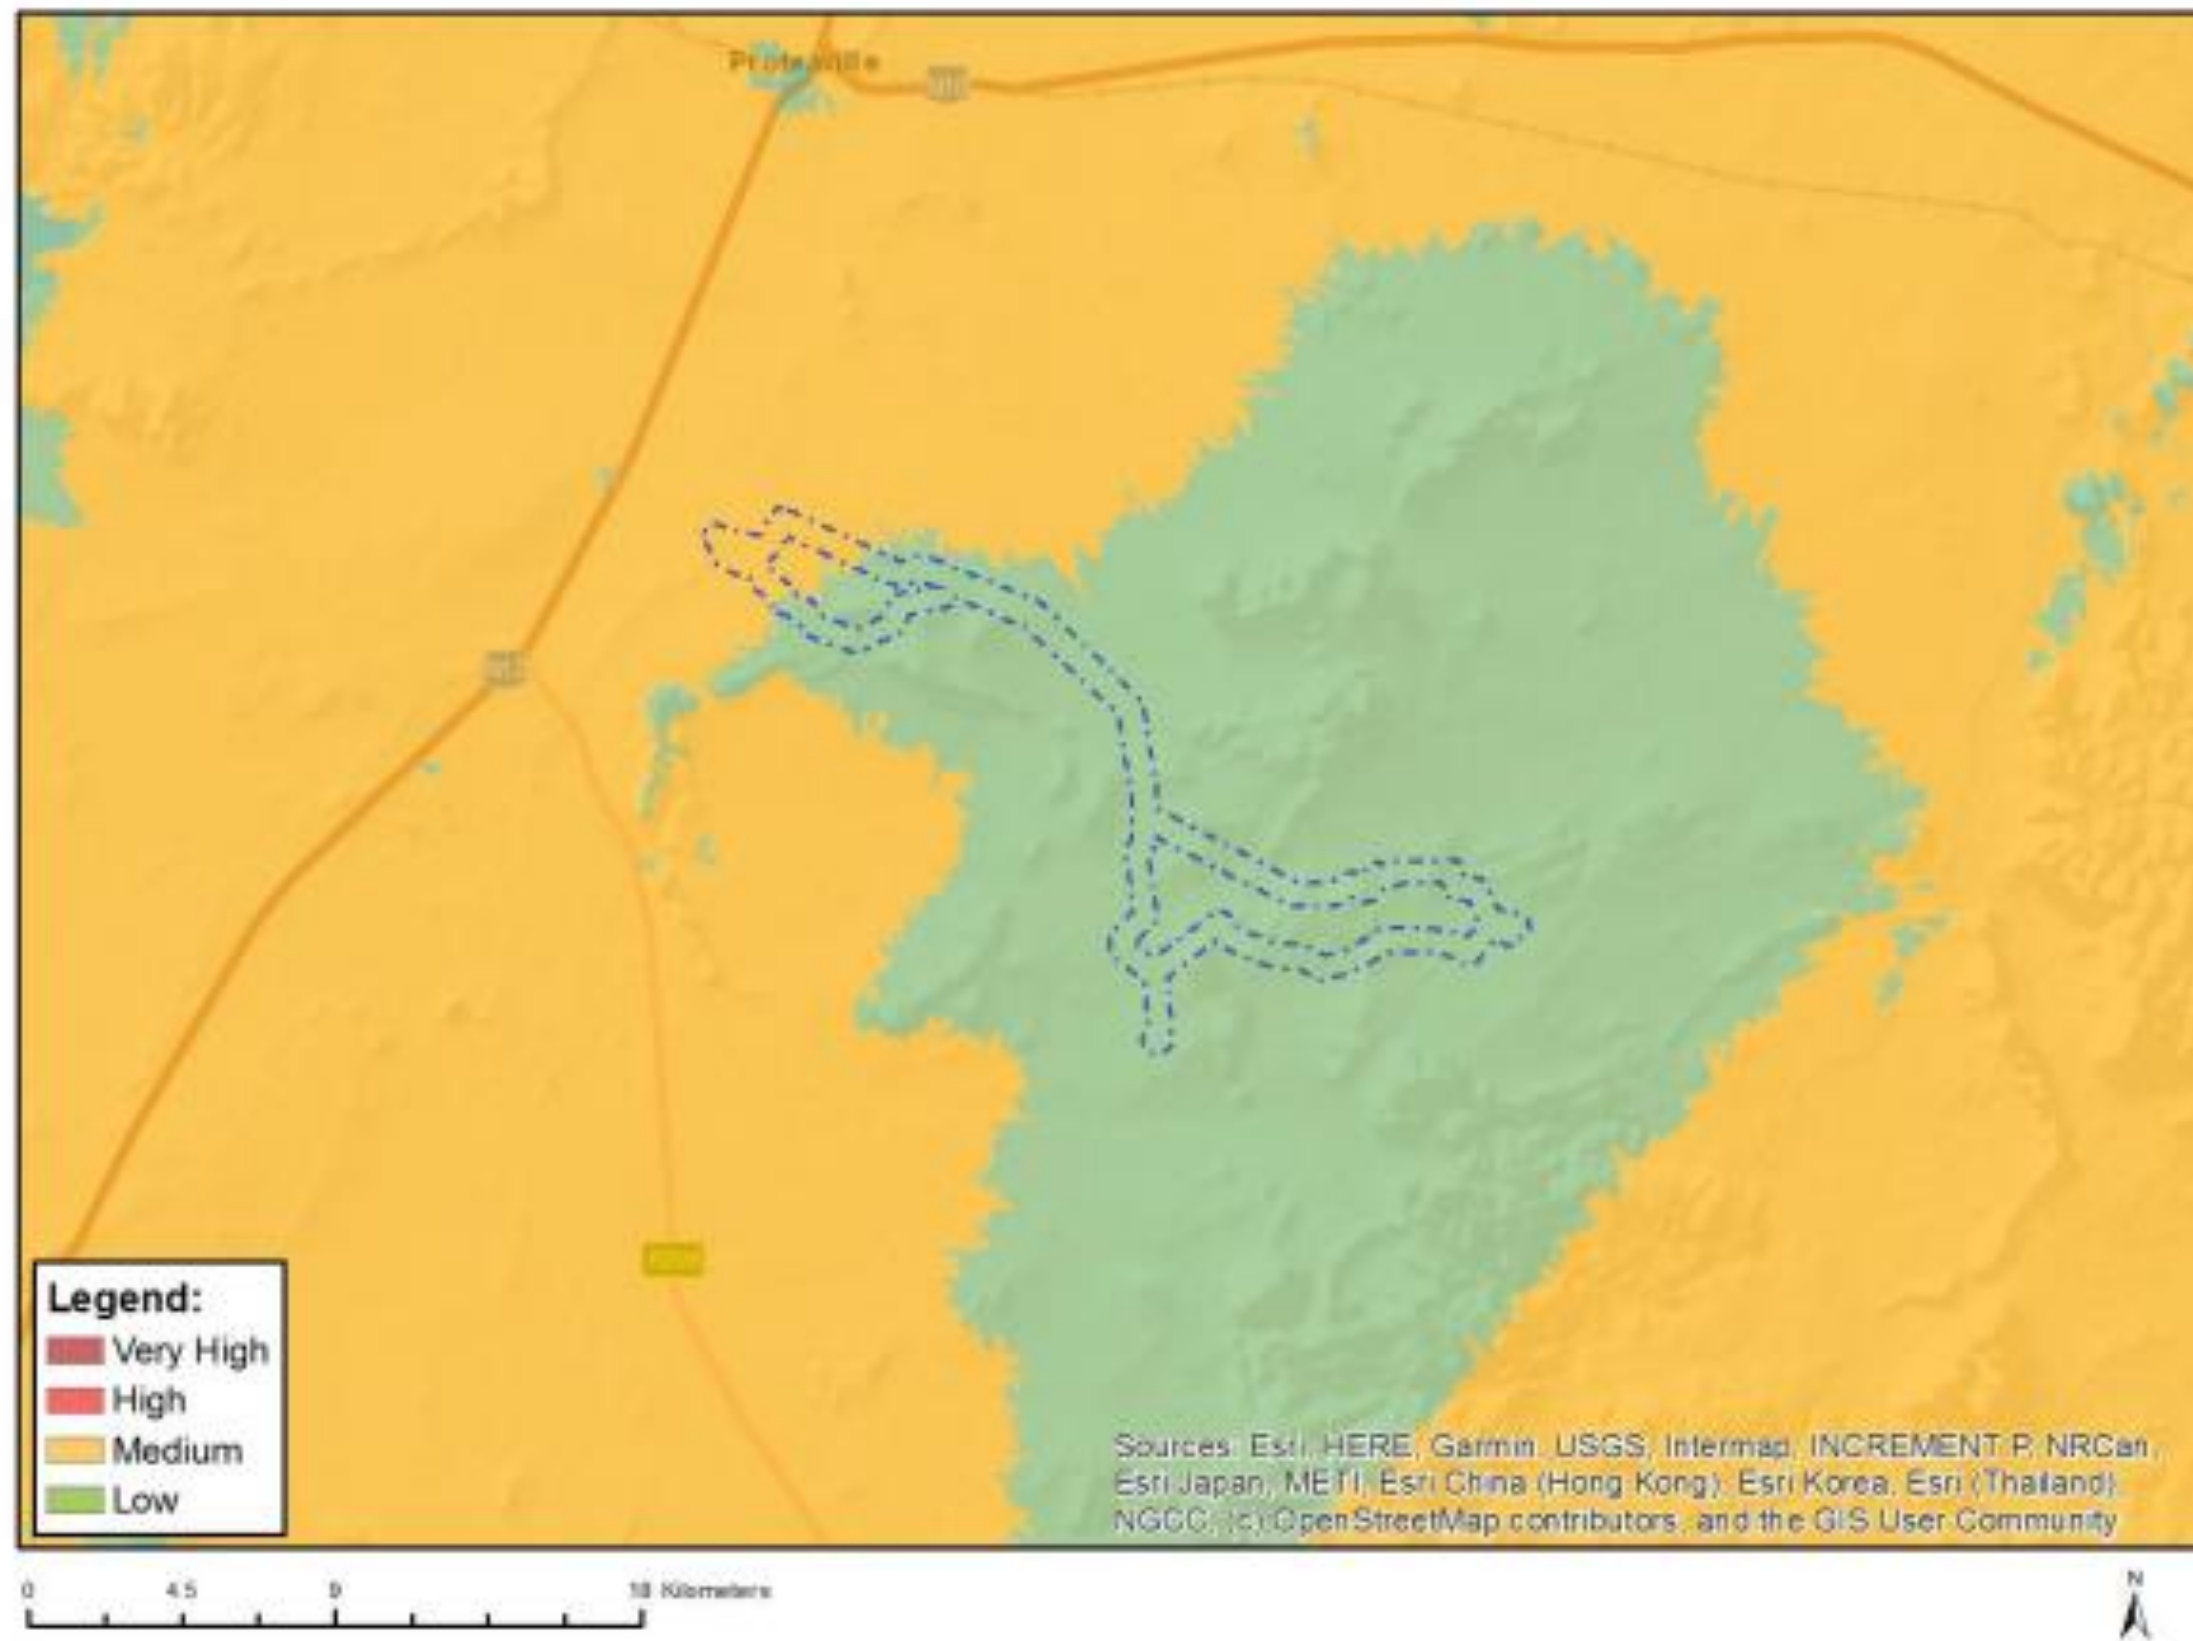 Legend:
Very High
High
Medium
Low
Sources: Esri, HERE, Garmin, USGS, Intermap, INCREMENT P, NRCan,
Esri Japan, METI, Esri China (Hong Kong), Esri Korea, Esri (Thailand),
NGCC, (c) OpenStreetMap contributors, and the GIS User Community
0 4.5 9 18 Kilometers
N